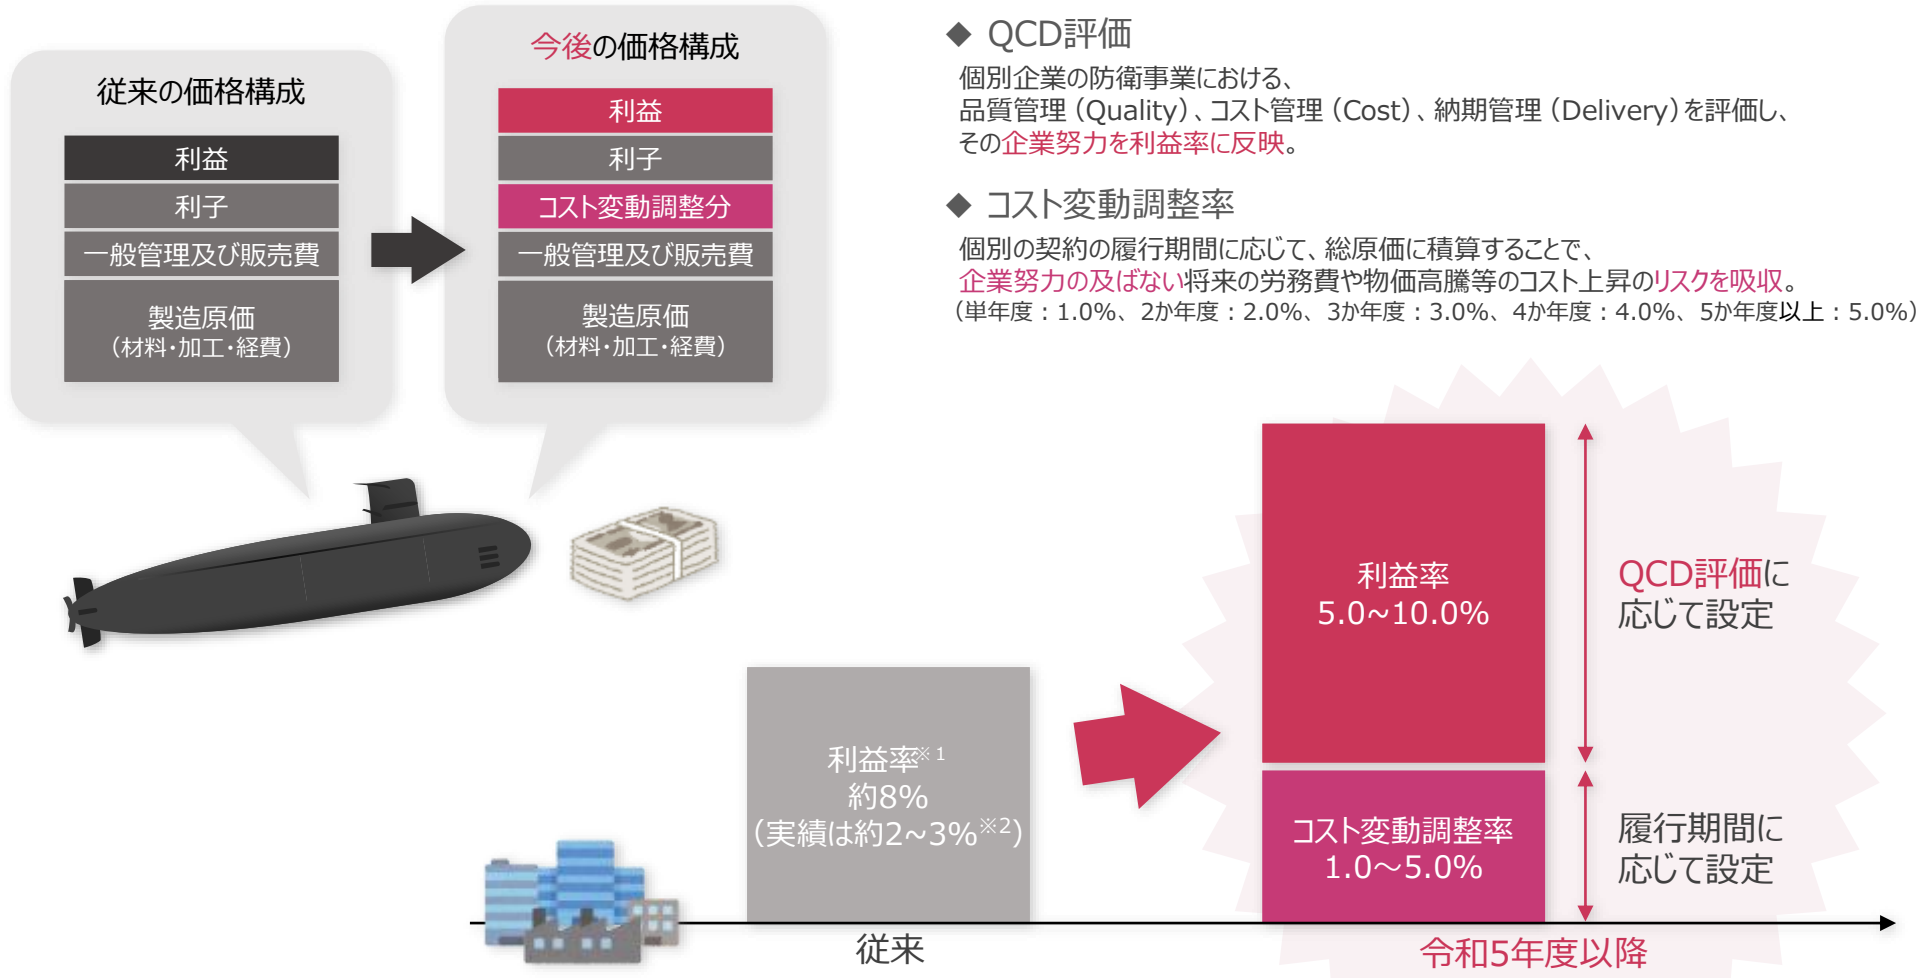 従来の価格構成
利益
利子
一般管理及び販売費
製造原価
（材料・加工・経費）
今後の価格構成
利益
利子
コスト変動調整分
一般管理及び販売費
製造原価
（材料・加工・経費）
◆ QCD評価
個別企業の防衛事業における、
品質管理（Quality）、コスト管理（Cost）、納期管理（Delivery）を評価し、
その企業努力を利益率に反映。
◆ コスト変動調整率
個別の契約の履行期間に応じて、総原価に積算することで、
企業努力の及ばない将来の労務費や物価高騰等のコスト上昇のリスクを吸収。
（単年度：1.0%、2か年度：2.0%、3か年度：3.0%、4か年度：4.0%、5か年度以上：5.0%）
利益率※1
約8%
（実績は約2~3%※2）
従来
利益率
5.0~10.0%
コスト変動調整率
1.0～5.0%
QCD評価に
応じて設定
履行期間に
応じて設定
令和5年度以降